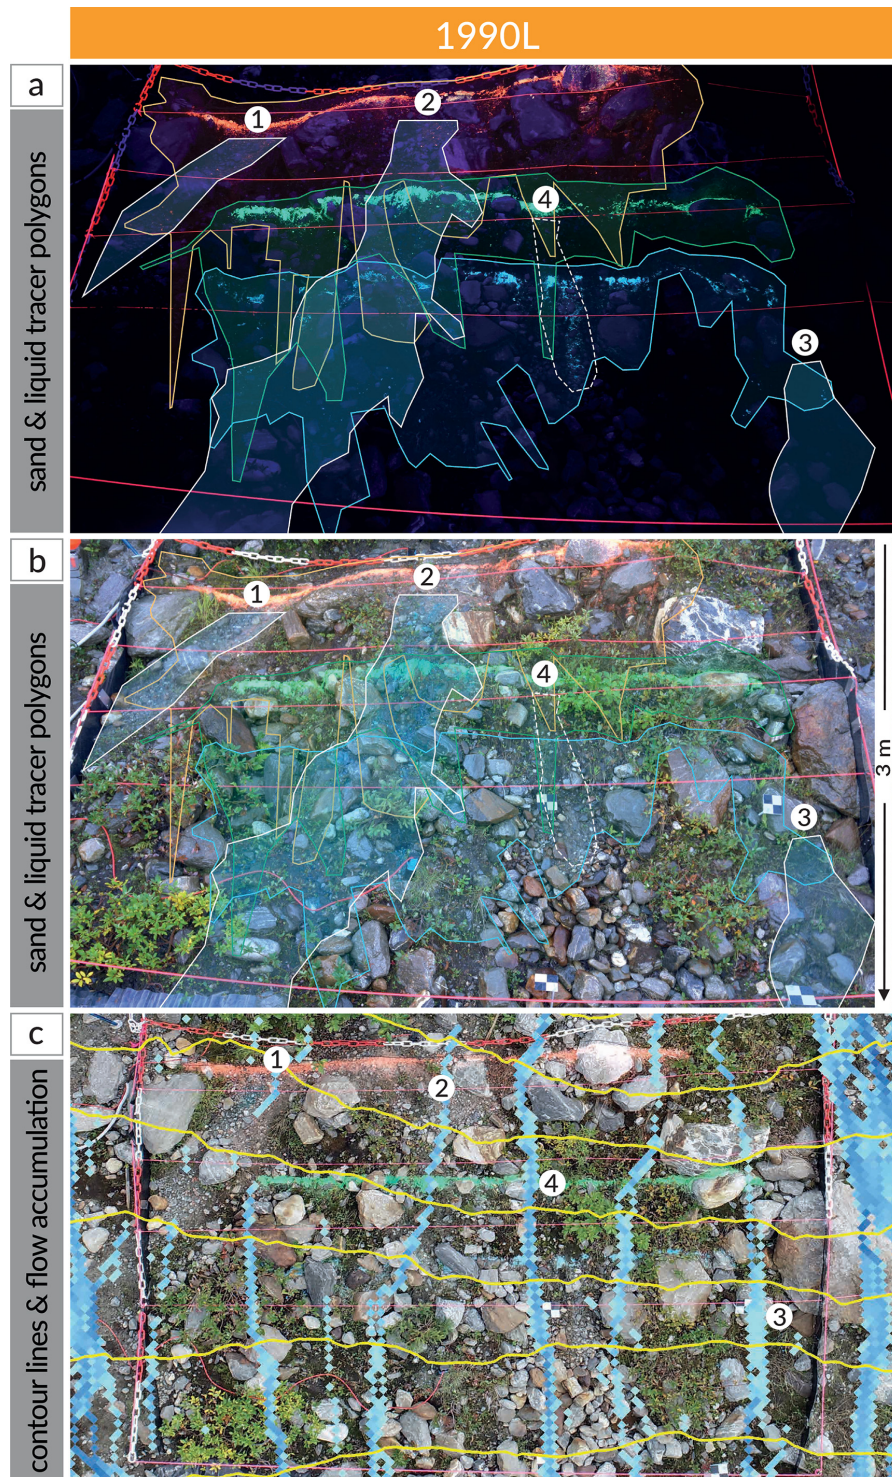 1990L
a
sand & liquid tracer polygons
1
2
4
3
b
sand & liquid tracer polygons
1
2
4
3
3 m
c
contour lines & flow accumulation
1
2
4
3